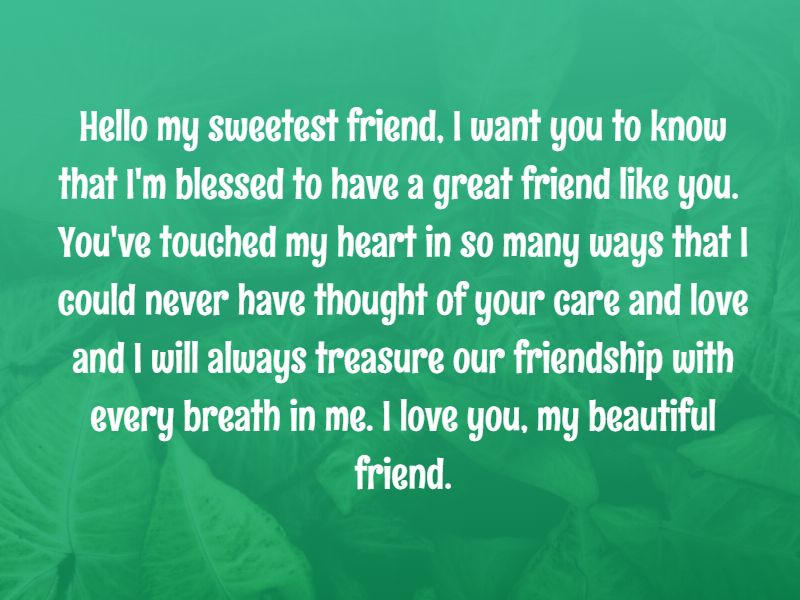 Hello my sweetest friend, I want you to know
that I'm blessed to have a great friend like you.
You've touched my heart in so many ways that I
could never have thought of your care and love
and I will always treasure our friendship with
every breath in me. I love you, my beautiful
friend.